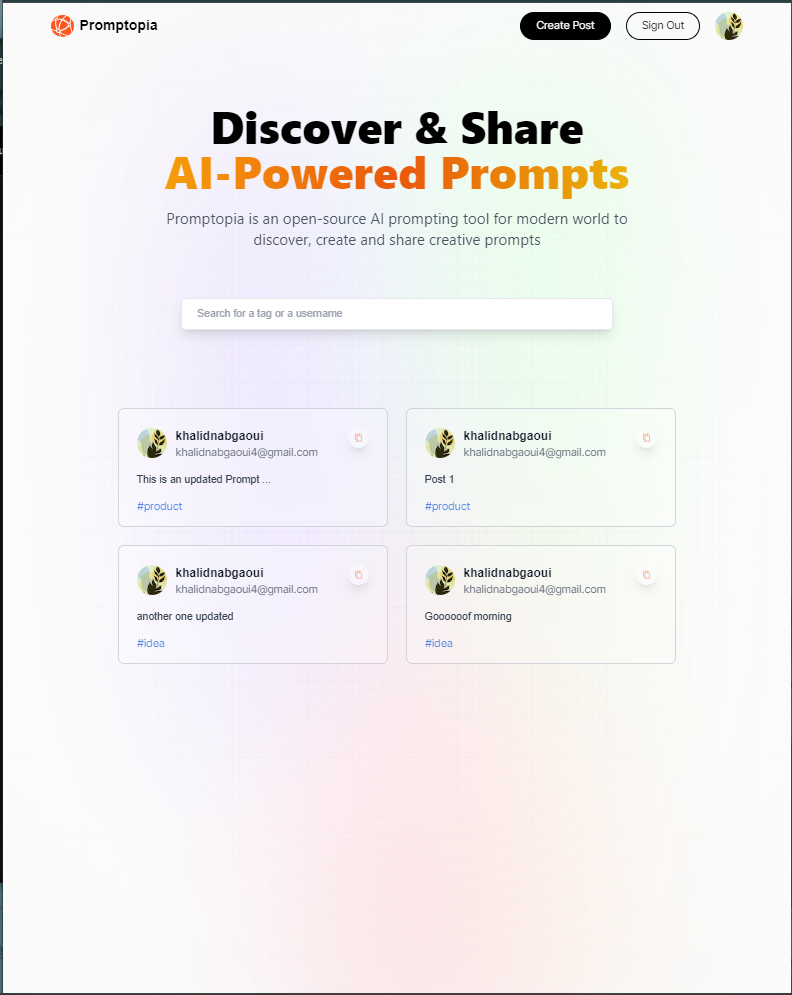 Promptopia
Create Post
Sign Out
Discover & Share
AI-Powered Prompts
Promptopia is an open-source AI prompting tool for modern world to
discover, create and share creative prompts
Search for a tag or a username
khalidnabgaoui
khalidnabgaoui4@gmail.com
This is an updated Prompt ...
#product
khalidnabgaoui
khalidnabgaoui4@gmail.com
Post 1
#product
khalidnabgaoui
khalidnabgaoui4@gmail.com
another one updated
#idea
khalidnabgaoui
khalidnabgaoui4@gmail.com
Goooooof morning
#idea